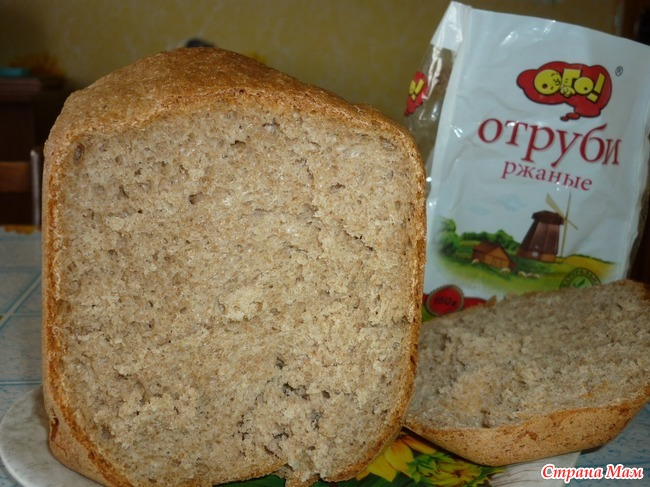 ОГО!
®
отруби
ржаные
Страна Мам